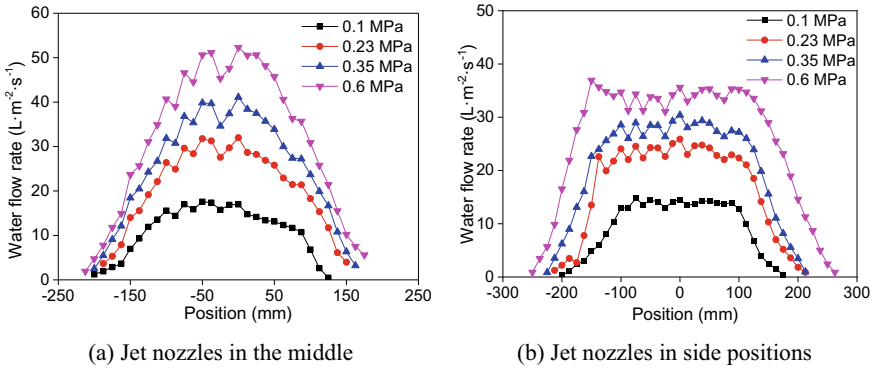 60
50
40
30
20
10
0
-250
-150
-50
50
150
250
Water flow rate (L·m⁻²·s⁻¹)
Position (mm)
0.1 MPa
0.23 MPa
0.35 MPa
0.6 MPa
(a) Jet nozzles in the middle
50
40
30
20
10
0
-300
-200
-100
0
100
200
300
Water flow rate (L·m⁻²·s⁻¹)
Position (mm)
0.1 MPa
0.23 MPa
0.35 MPa
0.6 MPa
(b) Jet nozzles in side positions